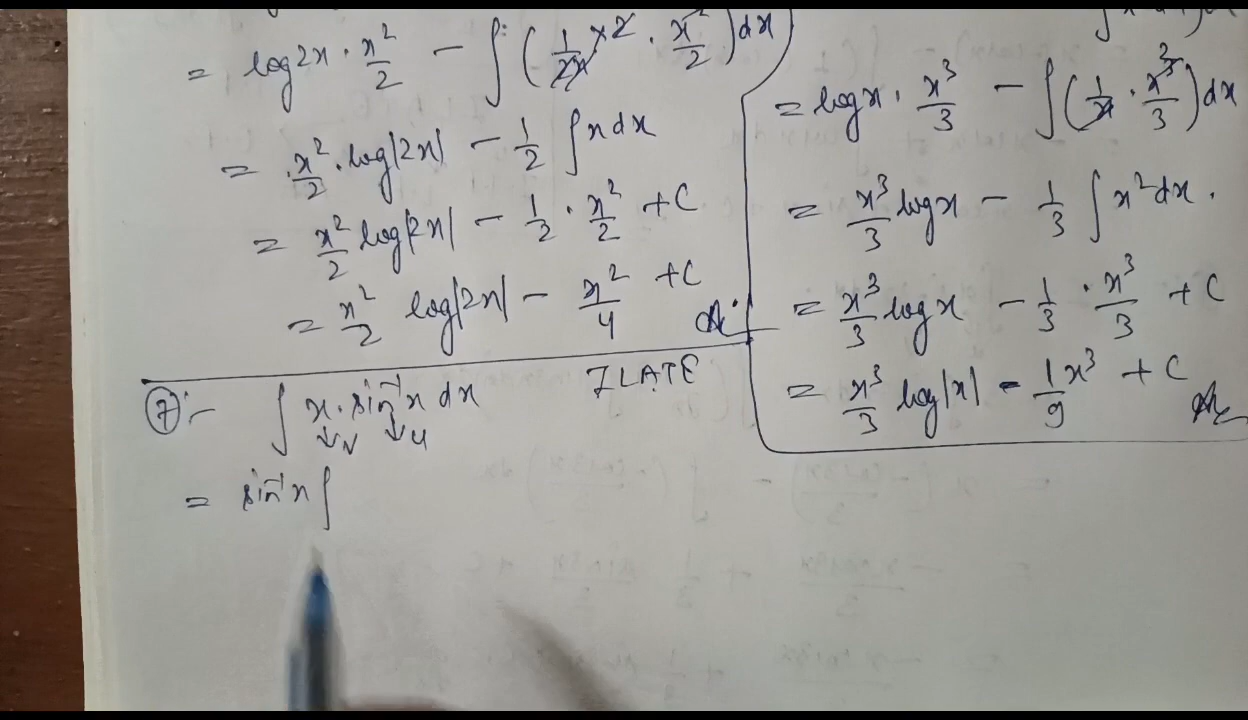 = log2x · x²/2 - ∫ (1/2x × 2 · x²/2) dx
= x²/2 · log|2x| - 1/2 ∫ x dx
= x²/2 log|2x| - 1/2 · x²/2 + C
= x²/2 log|2x| - x²/4 + C
= log x · x³/3 - ∫ (1/x · x³/3) dx
= x³/3 log x - 1/3 ∫ x² dx.
= x³/3 log x - 1/3 · x³/3 + C
= x³/3 log|x| - 1/9 x³ + C
⑦:- ∫ x · sin⁻¹x dx ILATE
↓v ↓u
= sin⁻¹x ∫